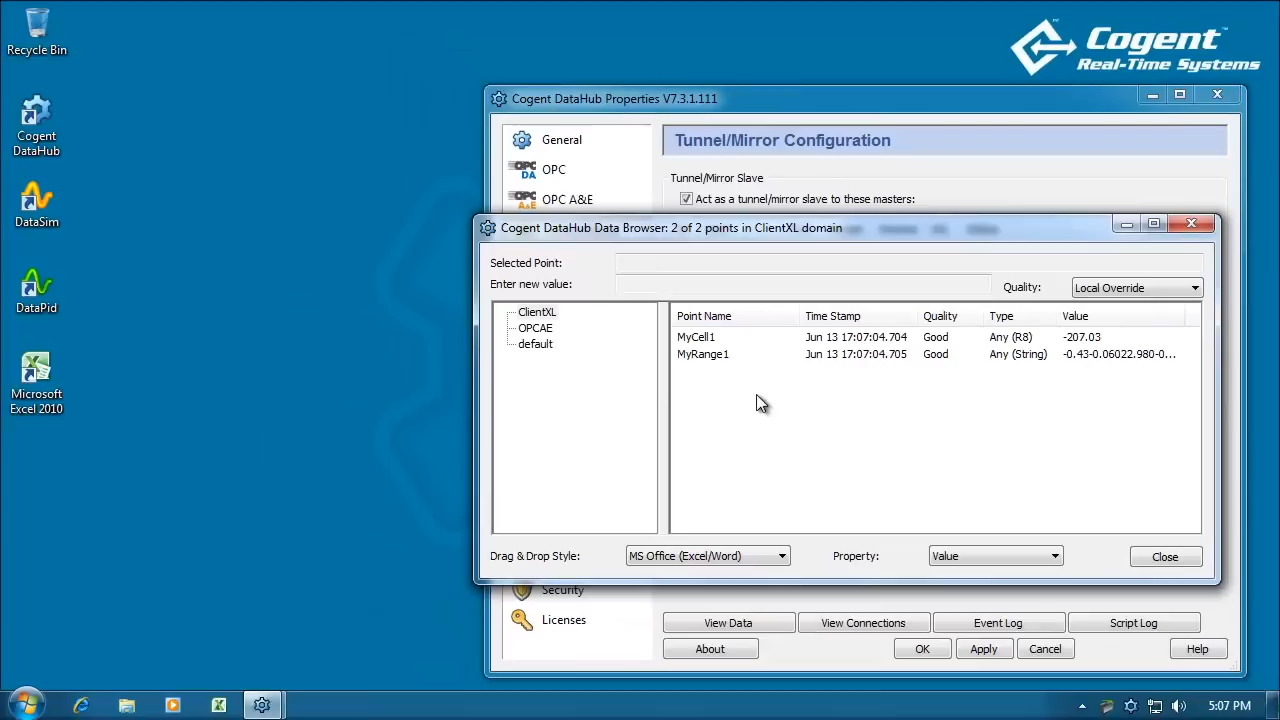 Recycle Bin
Cogent
DataHub
DataSim
DataPid
Microsoft
Excel 2010
Cogent™
Real-Time Systems
Cogent DataHub Properties V7.3.1.111
General
OPC DA
OPC
OPC A&E
OPC A&E
Tunnel/Mirror Configuration
Tunnel/Mirror Slave
Act as a tunnel/mirror slave to these masters:
Cogent DataHub Data Browser: 2 of 2 points in ClientXL domain
Selected Point:
Enter new value:
Quality: Local Override
ClientXL
OPCAE
default
Point Name Time Stamp Quality Type Value
MyCell1 Jun 13 17:07:04.704 Good Any (R8) -207.03
MyRange1 Jun 13 17:07:04.705 Good Any (String) -0.43-0.06022.980-0...
Drag & Drop Style: MS Office (Excel/Word) Property: Value Close
Security
Licenses
View Data View Connections Event Log Script Log
About OK Apply Cancel Help
5:07 PM